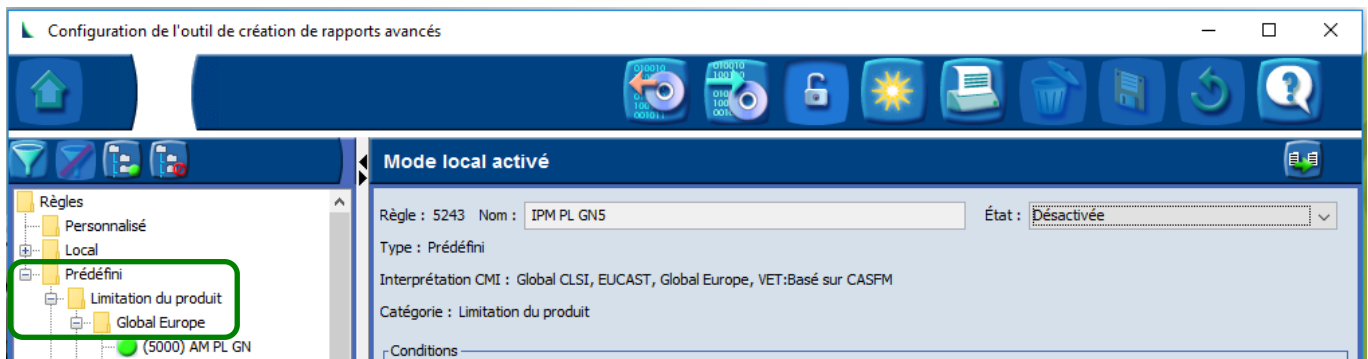 Configuration de l'outil de création de rapports avancés
Mode local activé
Règles
Personnalisé
Local
Prédéfini
Limitation du produit
Global Europe
(5000) AM PL GN
Règle : 5243 Nom : IPM PL GN5 État : Désactivée
Type : Prédéfini
Interprétation CMI : Global CLSI, EUCAST, Global Europe, VET:Basé sur CASFM
Catégorie : Limitation du produit
Conditions